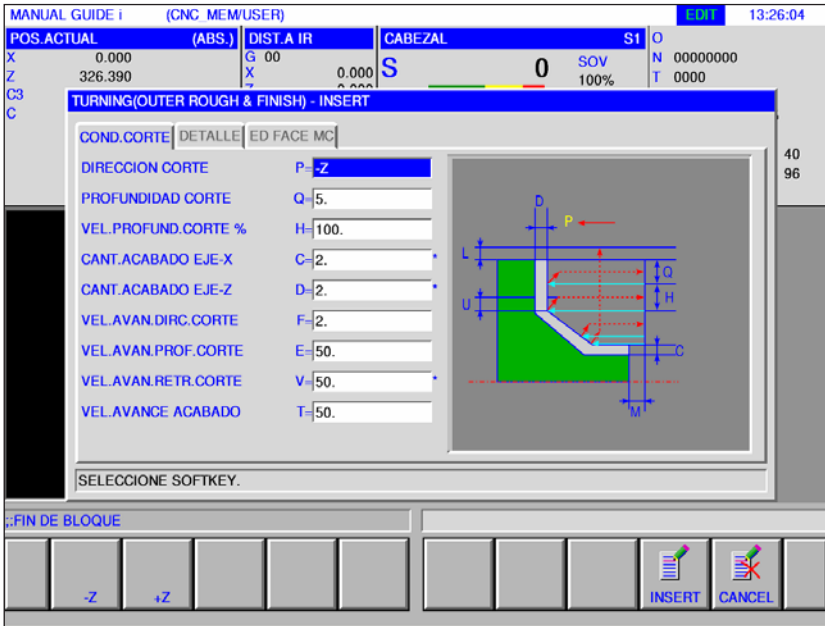 MANUAL GUIDE i (CNC_MEM/USER) EDIT 13:26:04
POS.ACTUAL (ABS.) DIST.A IR CABEZAL S1 O
X 0.000 G 00 S 0 SOV N 00000000
Z 326.390 X 0.000 100% T 0000
C3
C
TURNING(OUTER ROUGH & FINISH) - INSERT
COND.CORTE DETALLE ED FACE MC
40
96
DIRECCION CORTE P= -Z
PROFUNDIDAD CORTE Q= 5.
VEL.PROFUND.CORTE % H= 100.
CANT.ACABADO EJE-X C= 2. *
CANT.ACABADO EJE-Z D= 2. *
VEL.AVAN.DIRC.CORTE F= 2.
VEL.AVAN.PROF.CORTE E= 50.
VEL.AVAN.RETR.CORTE V= 50. *
VEL.AVANCE ACABADO T= 50.
D
P
L
Q
U
H
C
M
SELECCIONE SOFTKEY.
;:FIN DE BLOQUE
-Z +Z INSERT CANCEL